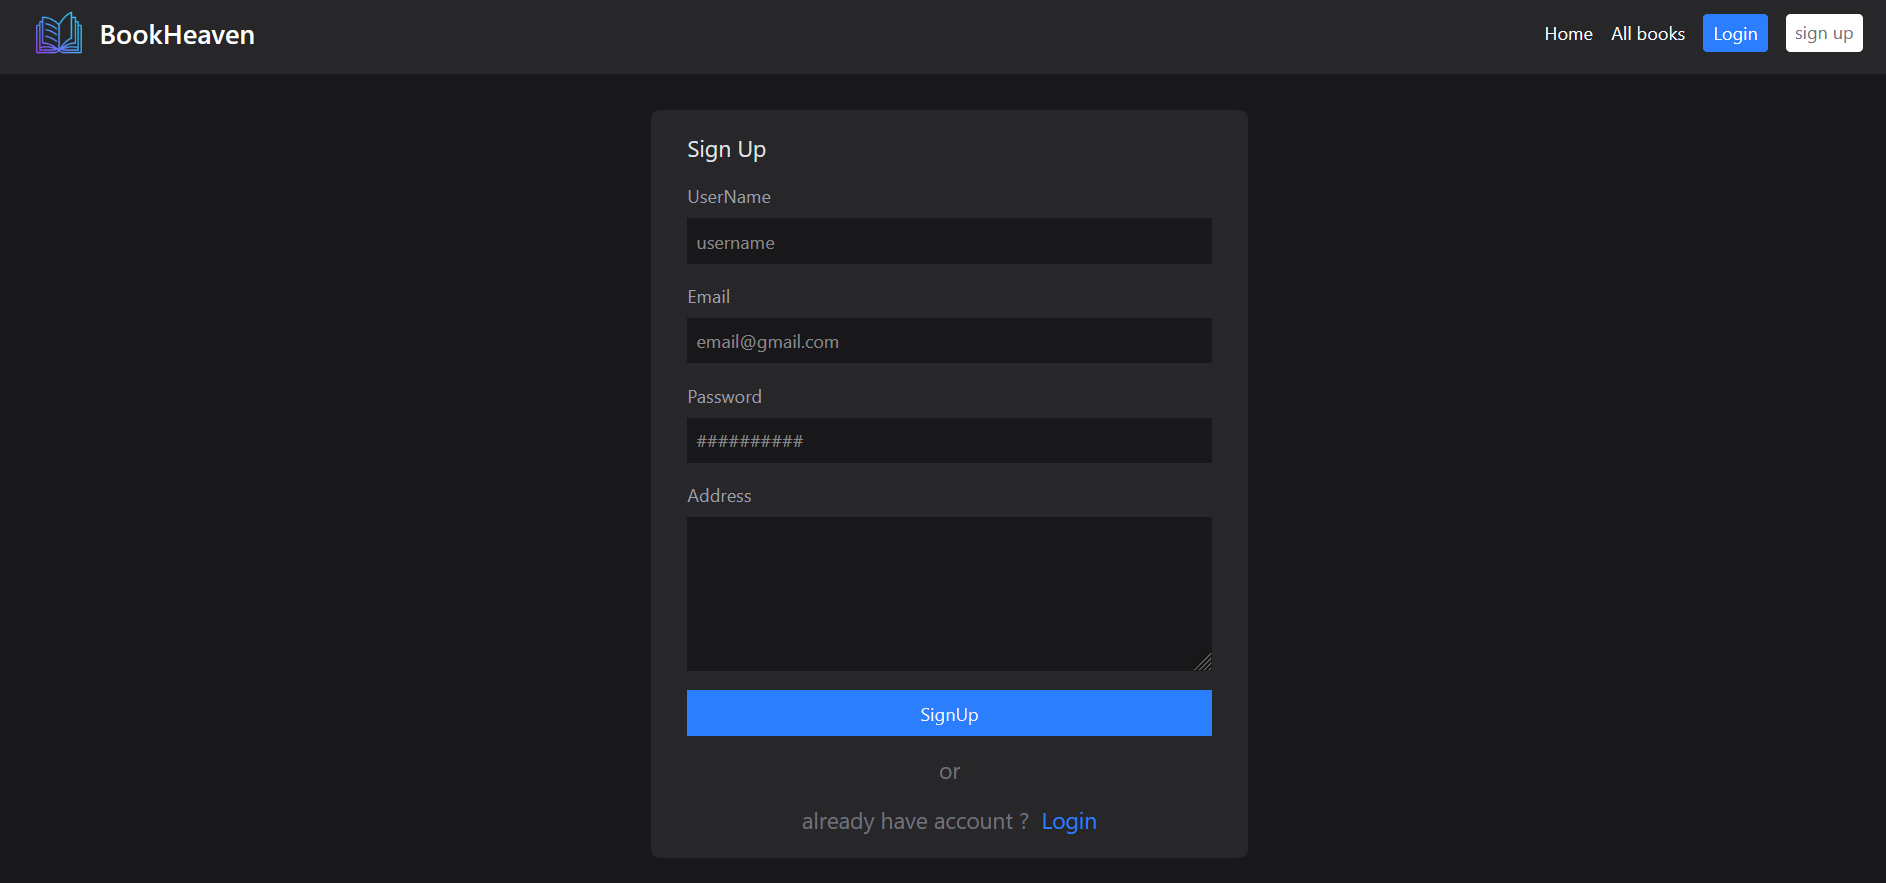 BookHeaven
Home All books Login sign up
Sign Up
UserName
username
Email
email@gmail.com
Password
##########
Address
SignUp
or
already have account ? Login